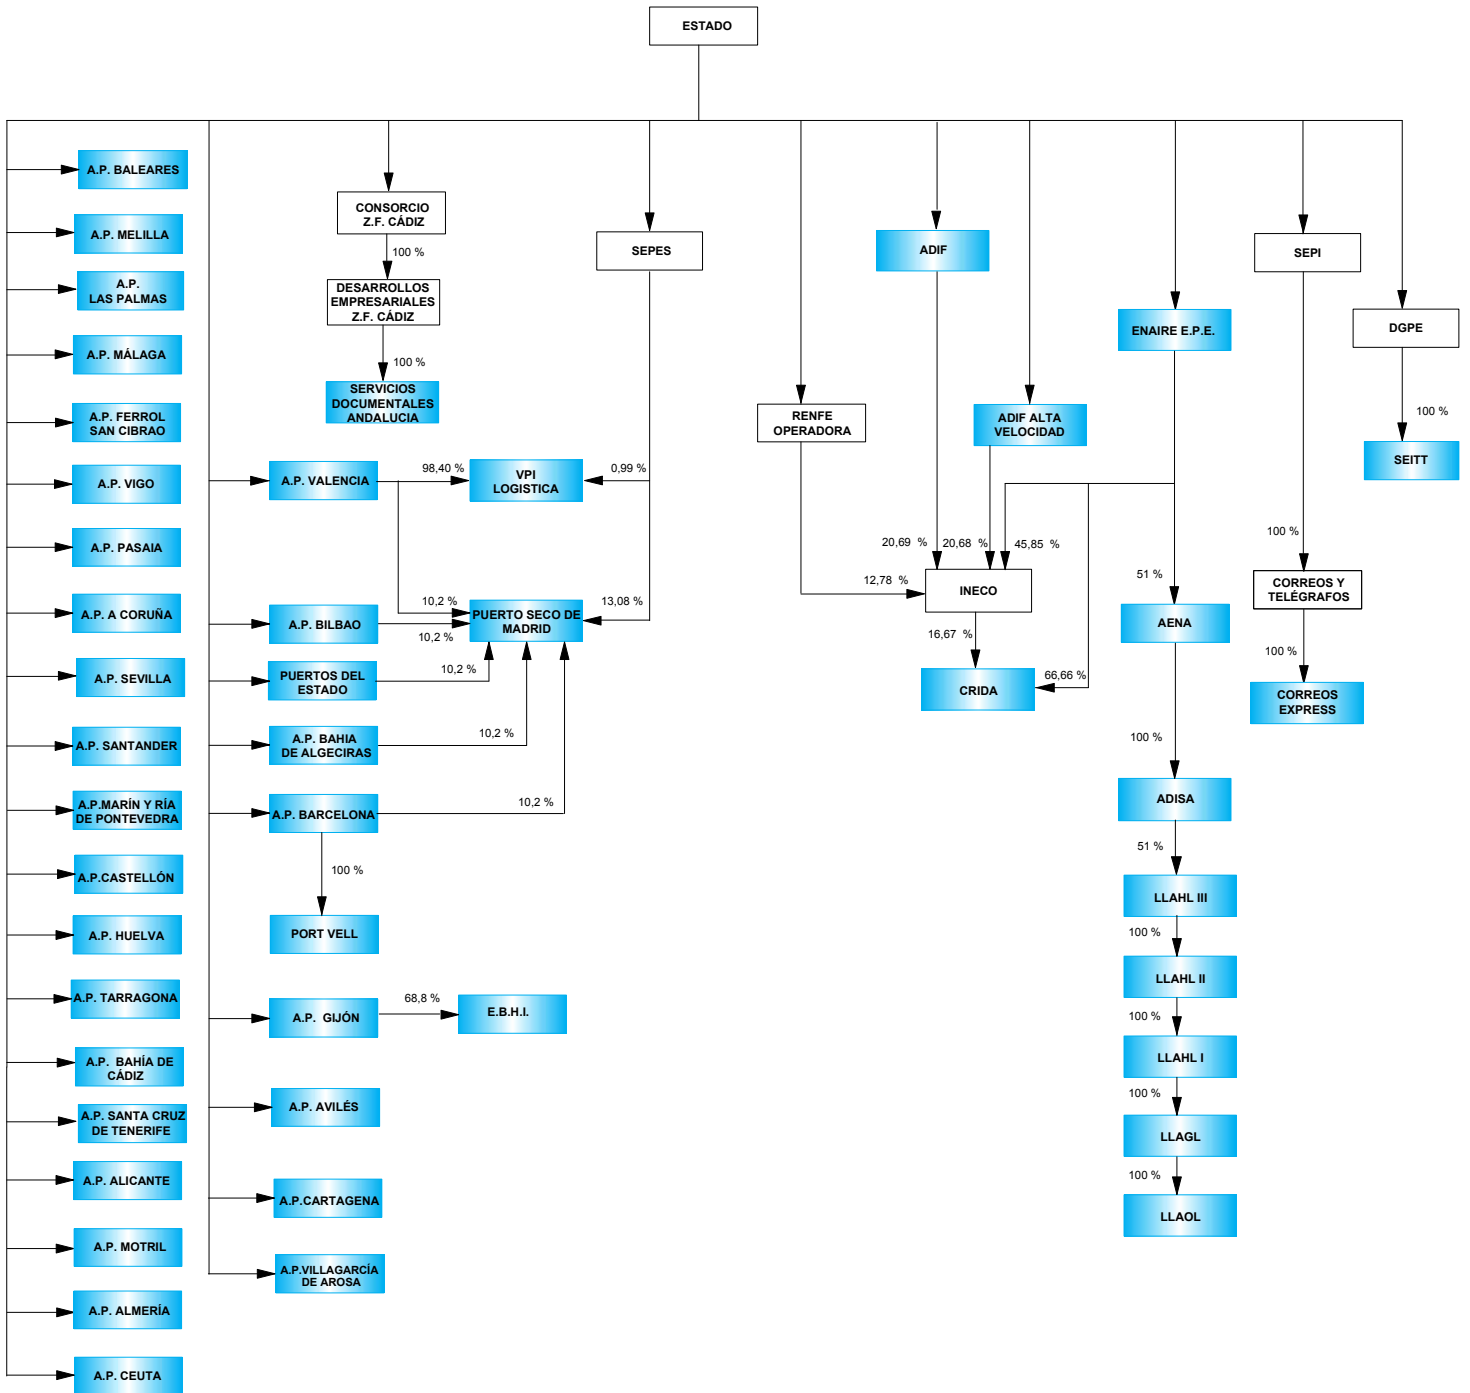 ESTADO
A.P. BALEARES
A.P. MELILLA
A.P.
LAS PALMAS
A.P. MÁLAGA
A.P. FERROL
SAN CIBRAO
A.P. VIGO
A.P. PASAIA
A.P. A CORUÑA
A.P. SEVILLA
A.P. SANTANDER
A.P.MARÍN Y RÍA
DE PONTEVEDRA
A.P.CASTELLÓN
A.P. HUELVA
A.P. TARRAGONA
A.P. BAHÍA DE
CÁDIZ
A.P. SANTA CRUZ
DE TENERIFE
A.P. ALICANTE
A.P. MOTRIL
A.P. ALMERÍA
A.P. CEUTA
CONSORCIO
Z.F. CÁDIZ
100 %
DESARROLLOS
EMPRESARIALES
Z.F. CÁDIZ
100 %
SERVICIOS
DOCUMENTALES
ANDALUCIA
A.P. VALENCIA
98,40 %
VPI
LOGISTICA
0,99 %
SEPES
A.P. BILBAO
10,2 %
10,2 %
PUERTO SECO DE
MADRID
13,08 %
PUERTOS DEL
ESTADO
10,2 %
A.P. BAHIA
DE ALGECIRAS
10,2 %
A.P. BARCELONA
10,2 %
100 %
PORT VELL
A.P. GIJÓN
68,8 %
E.B.H.I.
A.P. AVILÉS
A.P.CARTAGENA
A.P.VILLAGARCÍA
DE AROSA
RENFE
OPERADORA
ADIF
ADIF ALTA
VELOCIDAD
20,69 %
20,68 %
45,85 %
12,78 %
INECO
16,67 %
CRIDA
66,66 %
ENAIRE E.P.E.
51 %
AENA
100 %
ADISA
51 %
LLAHL III
100 %
LLAHL II
100 %
LLAHL I
100 %
LLAGL
100 %
LLAOL
SEPI
100 %
CORREOS Y
TELÉGRAFOS
100 %
CORREOS
EXPRESS
DGPE
100 %
SEITT